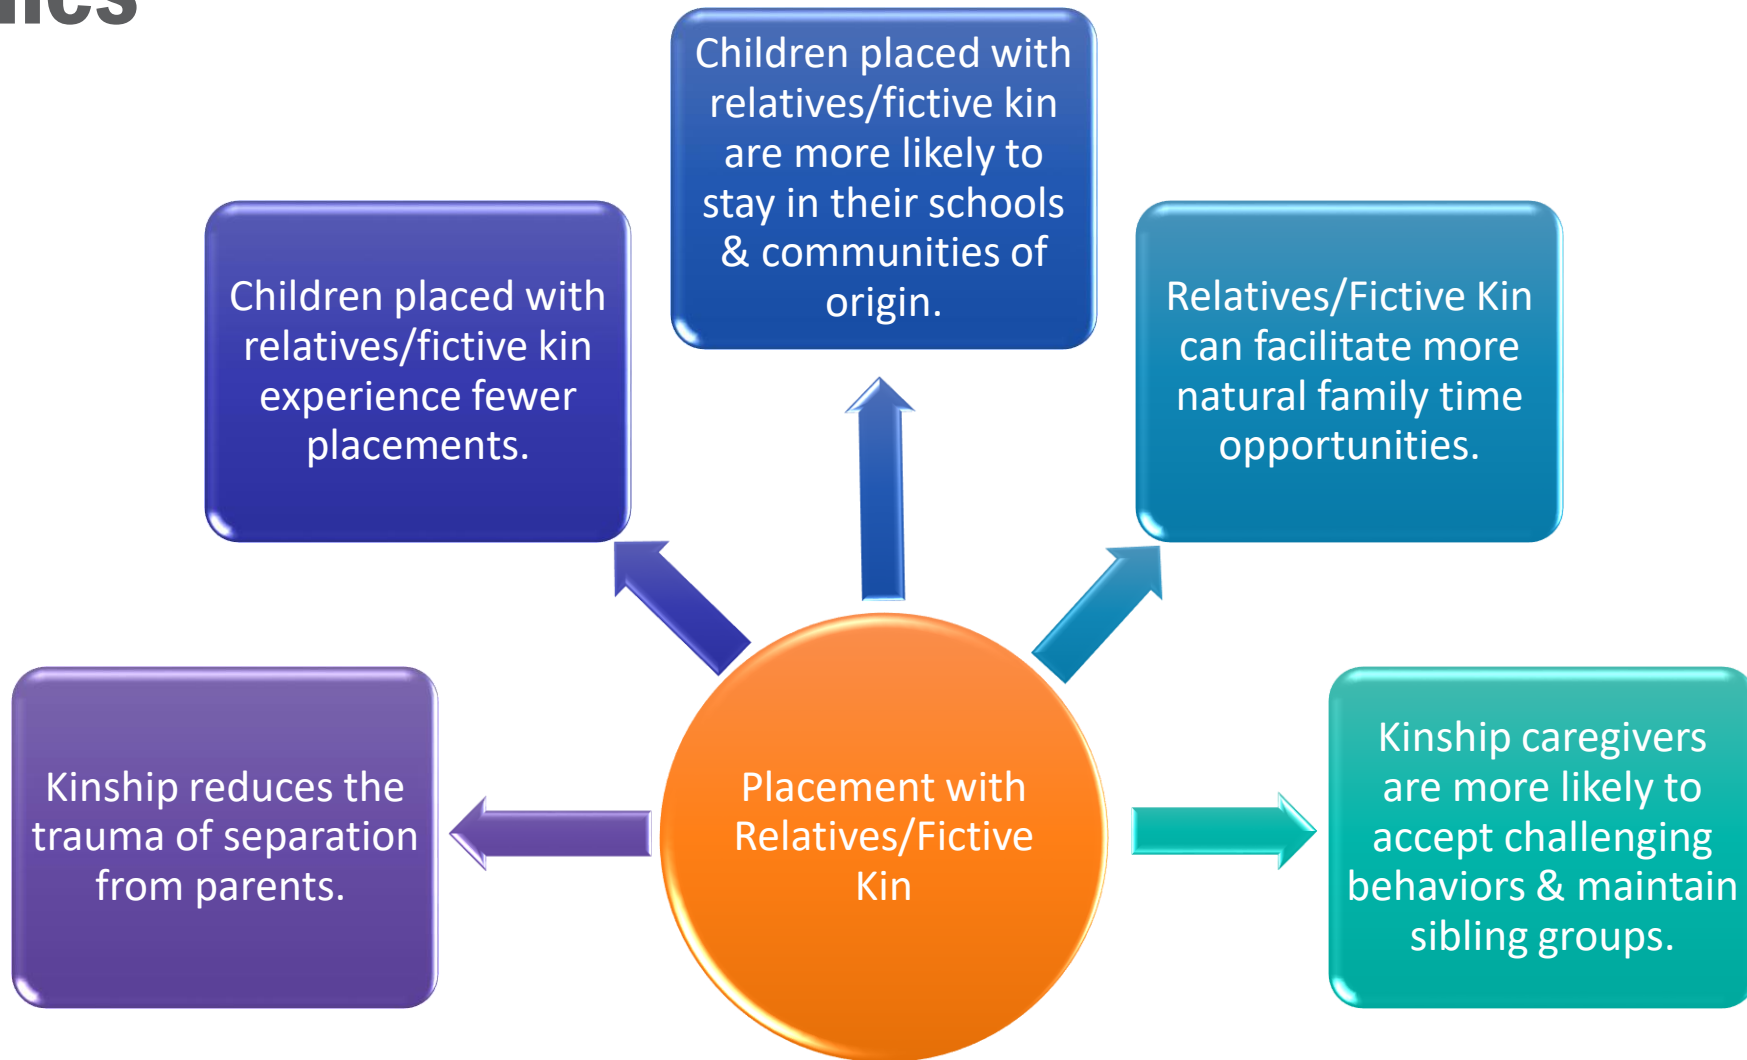 Children placed with
relatives/fictive kin
are more likely to
stay in their schools
& communities of
origin.
Children placed with
relatives/fictive kin
experience fewer
placements.
Relatives/Fictive Kin
can facilitate more
natural family time
opportunities.
Kinship reduces the
trauma of separation
from parents.
Placement with
Relatives/Fictive
Kin
Kinship caregivers
are more likely to
accept challenging
behaviors & maintain
sibling groups.